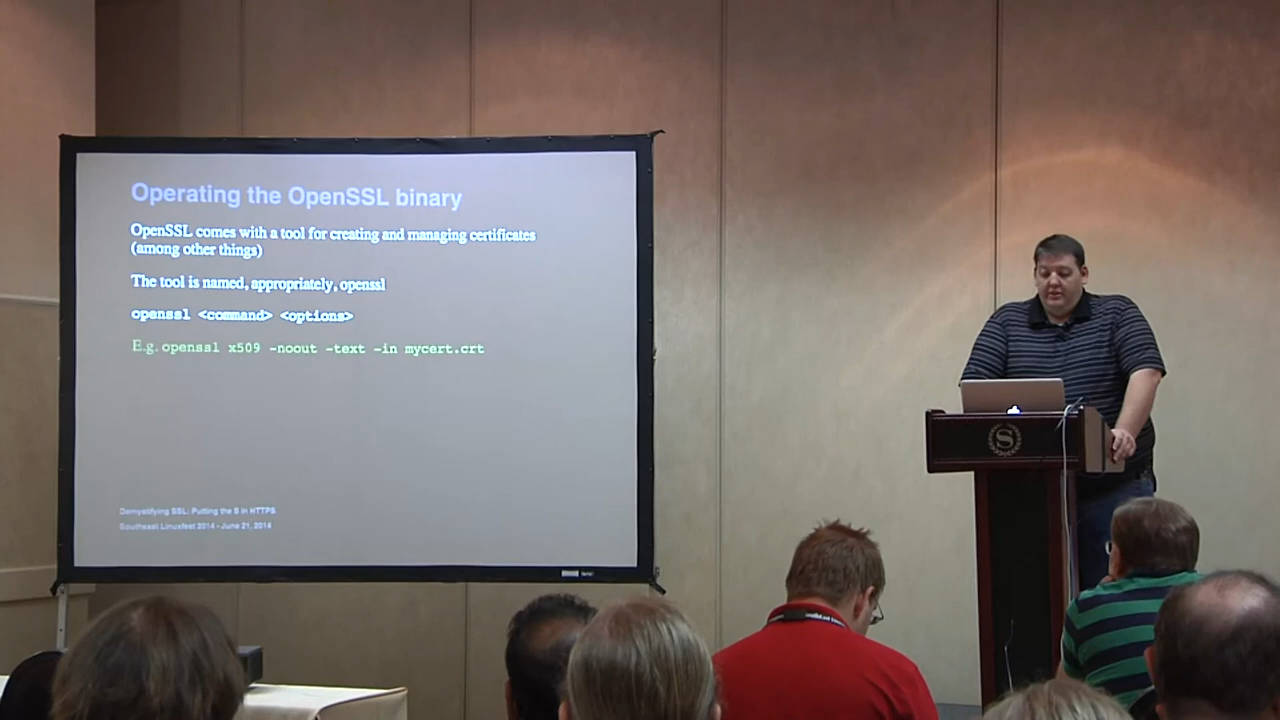 Operating the OpenSSL binary
OpenSSL comes with a tool for creating and managing certificates
(among other things)
The tool is named, appropriately, openssl
openssl <command> <options>
E.g. openssl x509 -noout -text -in mycert.crt
Demystifying SSL: Putting the S in HTTPS
Southeast Linuxfest 2014 - June 21, 2014
S